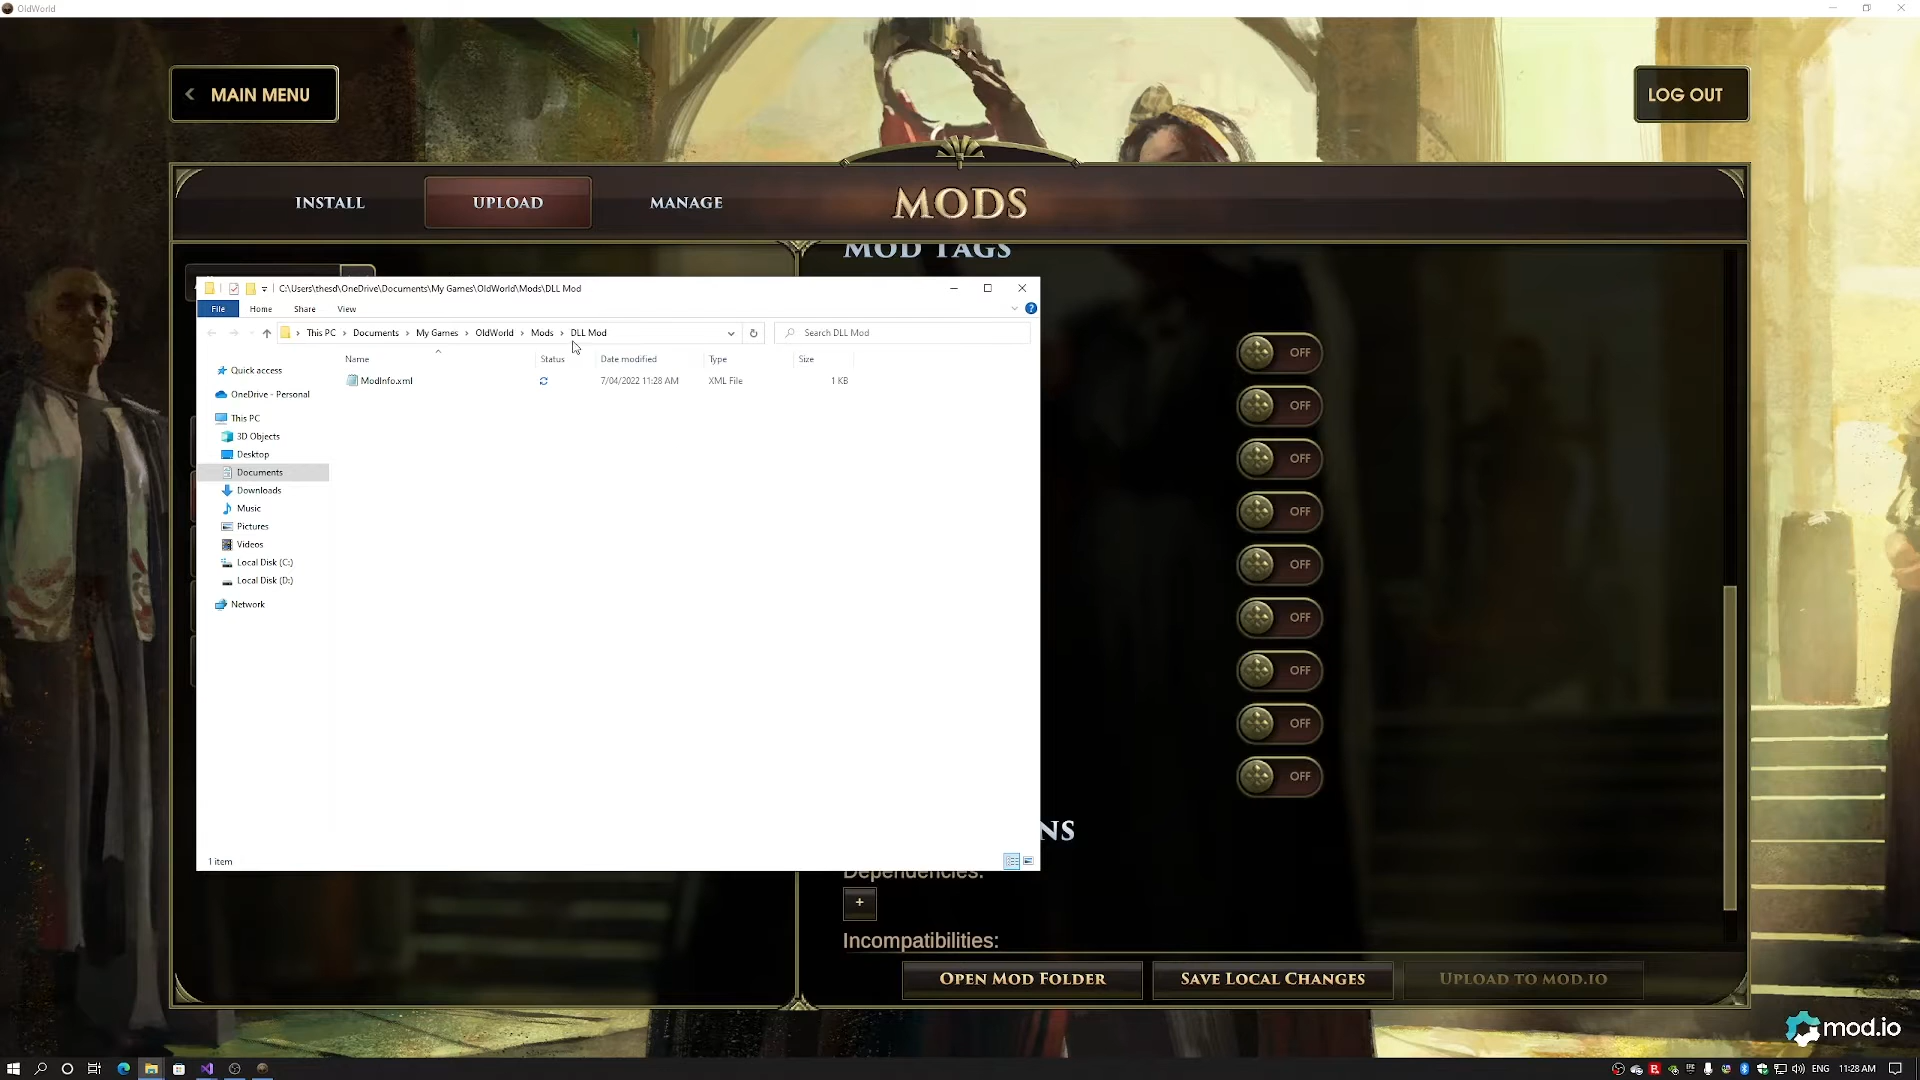 OldWorld
MAIN MENU
LOG OUT
INSTALL
UPLOAD
MANAGE
MODS
MOD TAGS
C:\Users\thesd\OneDrive\Documents\My Games\OldWorld\Mods\DLL Mod
File
Home
Share
View
This PC
Documents
My Games
OldWorld
Mods
DLL Mod
Search DLL Mod
Name
Status
Date modified
Type
Size
ModInfo.xml
7/04/2022 11:28 AM
XML File
1 KB
Quick access
OneDrive - Personal
This PC
3D Objects
Desktop
Documents
Downloads
Music
Pictures
Videos
Local Disk (C:)
Local Disk (D:)
Network
1 item
OFF
OFF
OFF
OFF
OFF
OFF
OFF
OFF
OFF
NS
Dependencies:
+
Incompatibilities:
OPEN MOD FOLDER
SAVE LOCAL CHANGES
UPLOAD TO MOD.IO
mod.io
ENG
11:28 AM